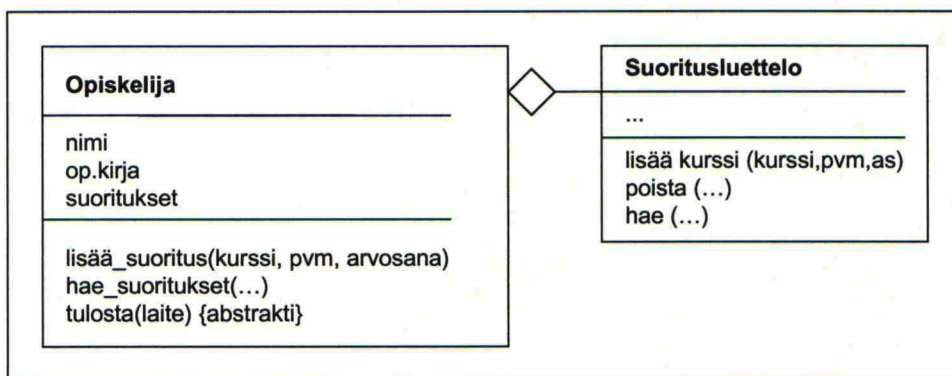 Opiskelija
nimi
op.kirja
suoritukset
lisää_suoritus(kurssi, pvm, arvosana)
hae_suoritukset(...)
tulosta(laite) {abstrakti}
Suoritusluettelo
...
lisää kurssi (kurssi,pvm,as)
poista (...)
hae (...)